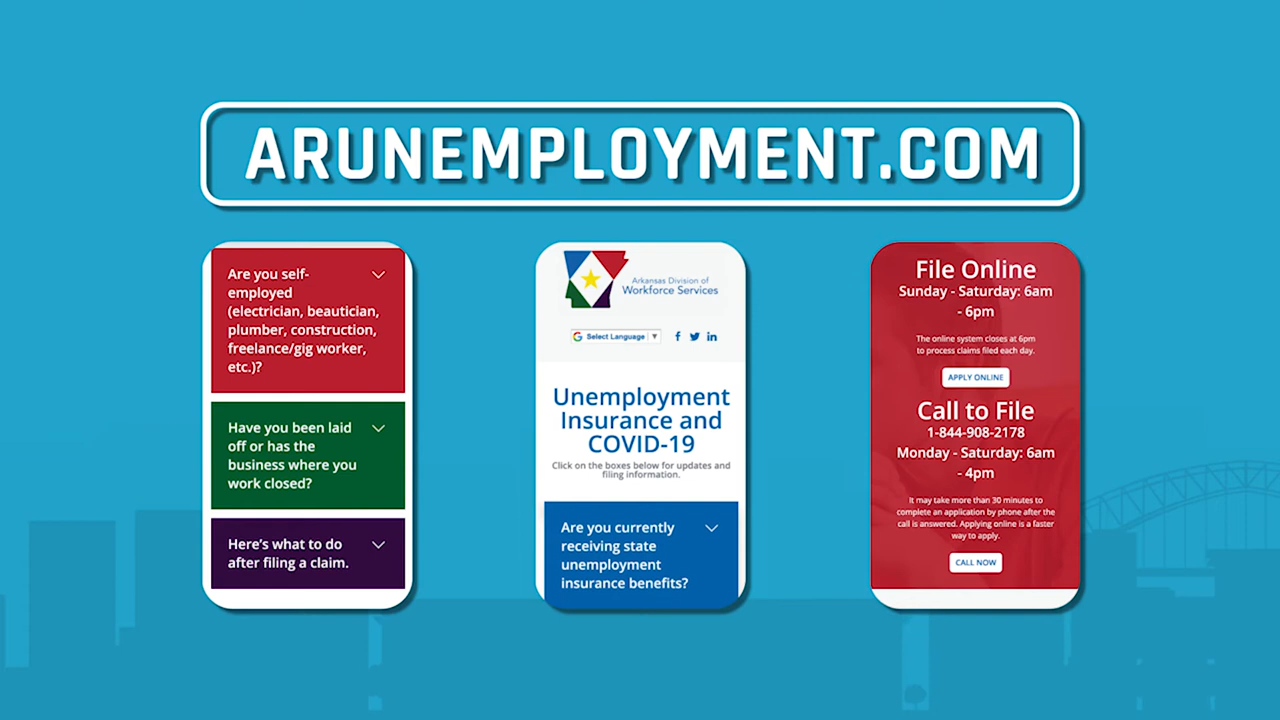 ARUNEMPLOYMENT.COM
Are you self-
employed
(electrician, beautician,
plumber, construction,
freelance/gig worker,
etc.)?
Have you been laid
off or has the
business where you
work closed?
Here's what to do
after filing a claim.
Arkansas Division of
Workforce Services
G Select Language ▼
f in
Unemployment
Insurance and
COVID-19
Click on the boxes below for updates and
filing information.
Are you currently
receiving state
unemployment
insurance benefits?
File Online
Sunday - Saturday: 6am
- 6pm
The online system closes at 6pm
to process claims filed each day.
APPLY ONLINE
Call to File
1-844-908-2178
Monday - Saturday: 6am
- 4pm
It may take more than 30 minutes to
complete an application by phone after the
call is answered. Applying online is a faster
way to apply.
CALL NOW